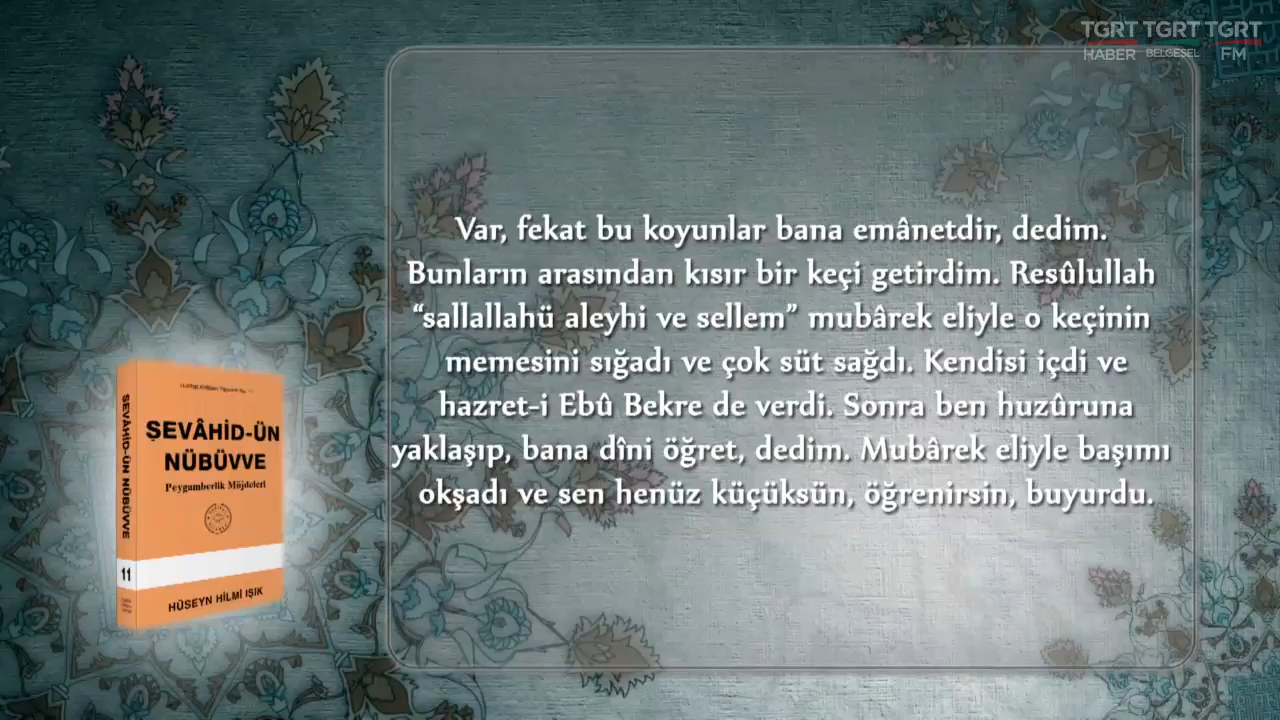 TGRT TGRT TGRT
HABER BELGESEL FM
Var, fekat bu koyunlar bana emânetdir, dedim.
Bunların arasından kısır bir keçi getirdim. Resûlullah
“sallallahü aleyhi ve sellem” mubârek eliyle o keçinin
memesini sığadı ve çok süt sağdı. Kendisi içdi ve
hazret-i Ebû Bekre de verdi. Sonra ben huzûruna
yaklaşıp, bana dîni öğret, dedim. Mubârek eliyle başımı
okşadı ve sen henüz küçüksün, öğrenirsin, buyurdu.
ŞEVÂHİD-ÜN
NÜBÜVVE
Peygamberlik Müjdeleri
HÜSEYN HİLMİ IŞIK
ŞEVÂHİD-ÜN NÜBÜVVE
11